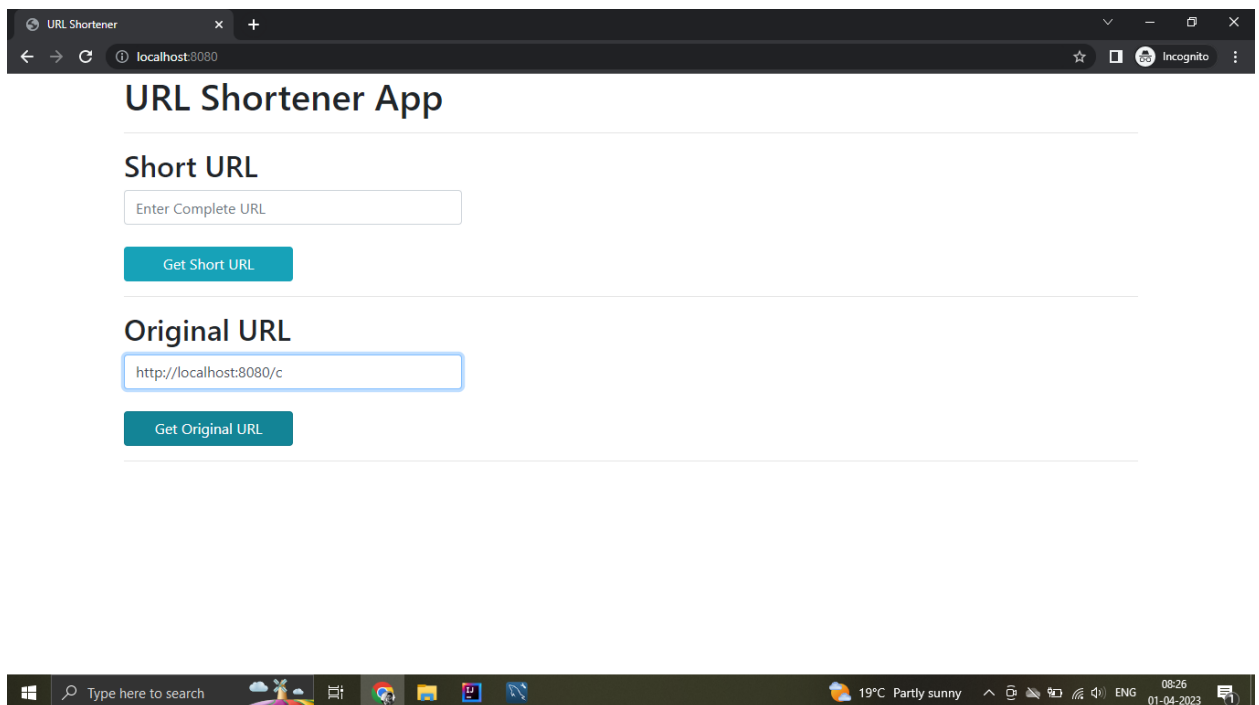 URL Shortener
localhost:8080
Incognito
URL Shortener App
Short URL
Enter Complete URL
Get Short URL
Original URL
http://localhost:8080/c
Get Original URL
Type here to search
19°C Partly sunny
ENG
08:26
01-04-2023
1